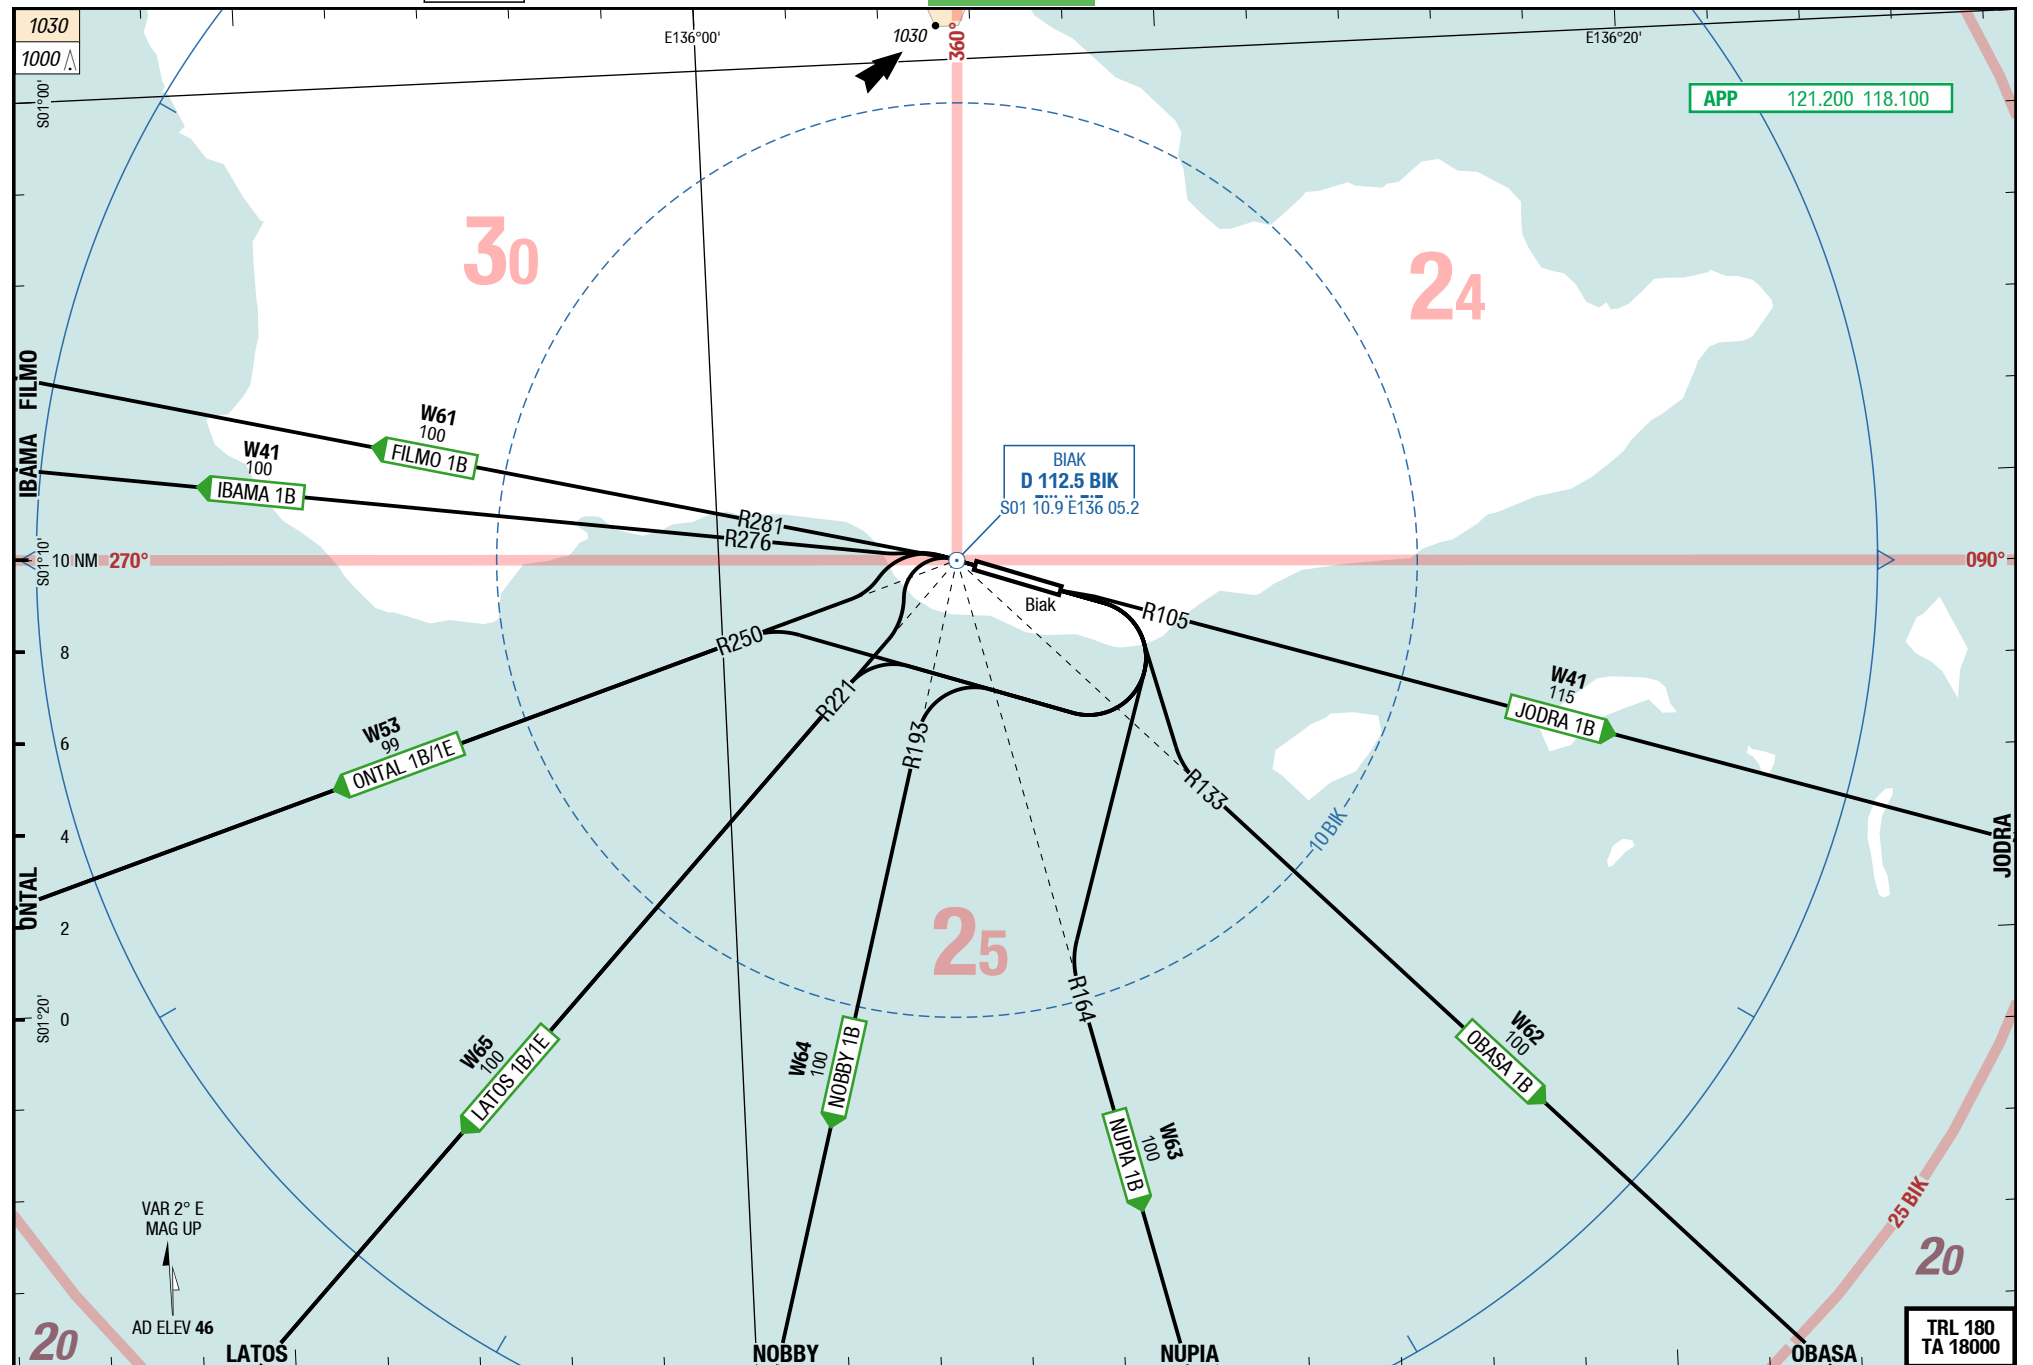 1030
1000
E136°00'
1030
360°
E136°20'
S01°00'
APP 121.200 118.100
30
24
FILMO
W61
100
FILMO 1B
IBAMA
W41
100
IBAMA 1B
BIAK
D 112.5 BIK
S01 10.9 E136 05.2
R281
R276
S01°10'
10 NM
270°
090°
Biak
R105
R250
8
R221
R193
R133
W41
115
JODRA 1B
W53
99
ONTAL 1B/1E
6
4
10 BIK
JODRA
ONTAL
2
25
R164
S01°20'
0
W65
100
LATOS 1B/1E
W64
100
NOBBY 1B
W63
100
NUPIA 1B
W62
100
OBASA 1B
25 BIK
VAR 2° E
MAG UP
AD ELEV 46
20
20
TRL 180
TA 18000
LATOS
NOBBY
NUPIA
OBASA